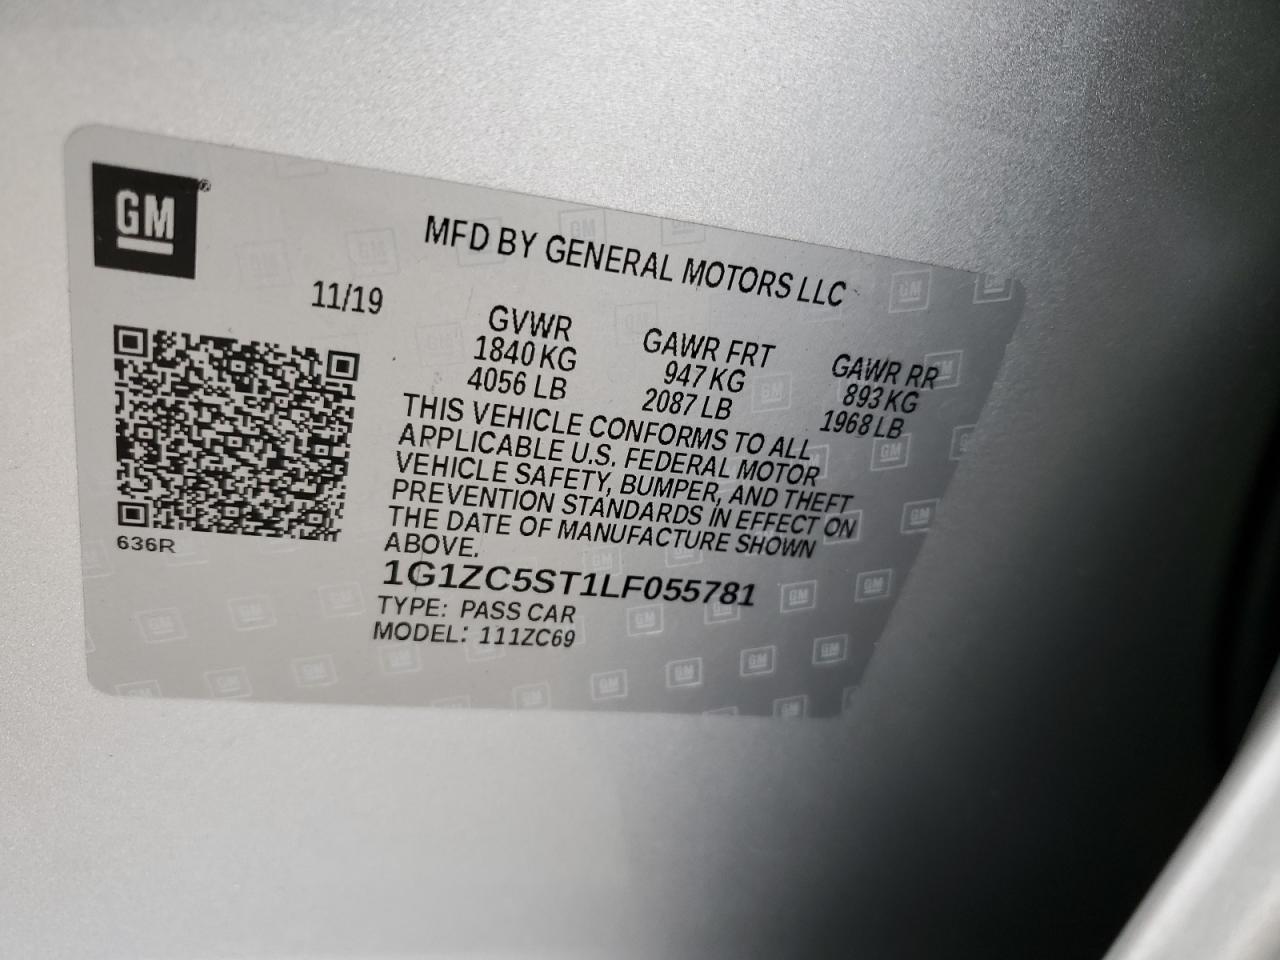 GM®
MFD BY GENERAL MOTORS LLC
11/19
GVWR
1840 KG
4056 LB
GAWR FRT
947 KG
2087 LB
GAWR RR
893 KG
1968 LB
THIS VEHICLE CONFORMS TO ALL
APPLICABLE U.S. FEDERAL MOTOR
VEHICLE SAFETY, BUMPER, AND THEFT
PREVENTION STANDARDS IN EFFECT ON
THE DATE OF MANUFACTURE SHOWN
ABOVE.
636R
1G1ZC5ST1LF055781
TYPE: PASS CAR
MODEL: 111ZC69